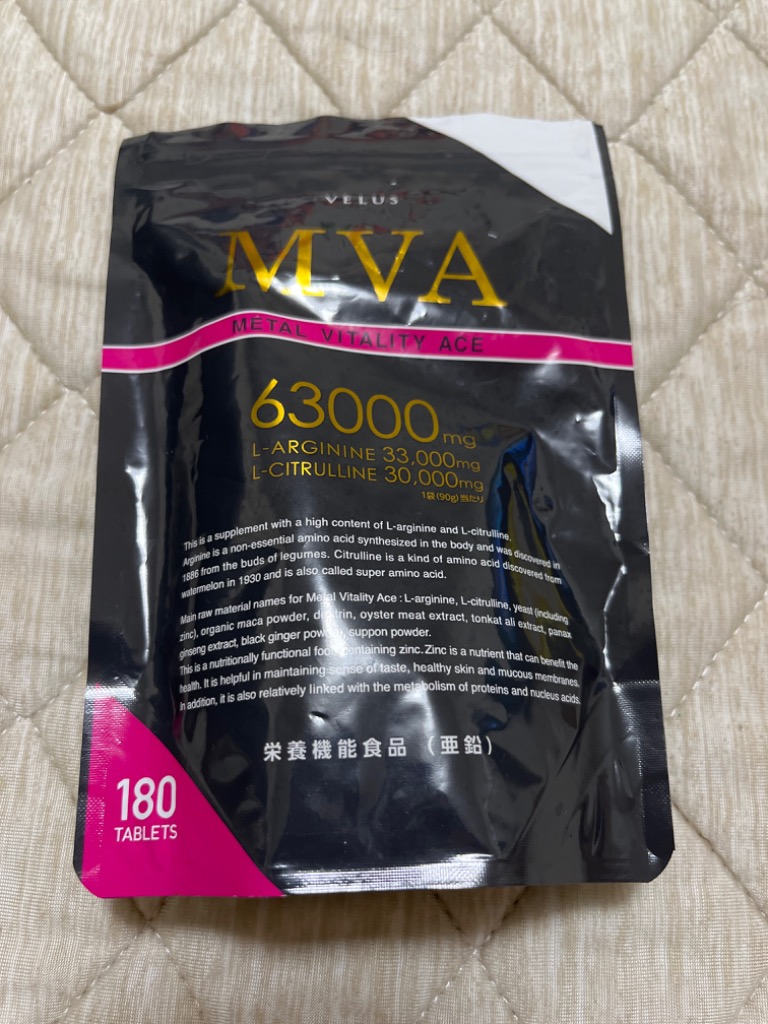 VELUS
MVA
METAL VITALITY ACE
63000mg
L-ARGININE 33,000mg
L-CITRULLINE 30,000mg
1袋(90g)当たり
This is a supplement with a high content of L-arginine and L-citrulline.
Arginine is a non-essential amino acid synthesized in the body and was discovered in
1886 from the buds of legumes. Citrulline is a kind of amino acid discovered from
watermelon in 1930 and is also called super amino acid.
Main raw material names for Metal Vitality Ace : L-arginine, L-citrulline, yeast (including
zinc), organic maca powder, dextrin, oyster meat extract, tonkat ali extract, panax
ginseng extract, black ginger powder, suppon powder.
This is a nutritionally functional food containing zinc. Zinc is a nutrient that can benefit the
health. It is helpful in maintaining sense of taste, healthy skin and mucous membranes.
In addition, it is also relatively linked with the metabolism of proteins and nucleus acids.
栄養機能食品 (亜鉛)
180
TABLETS